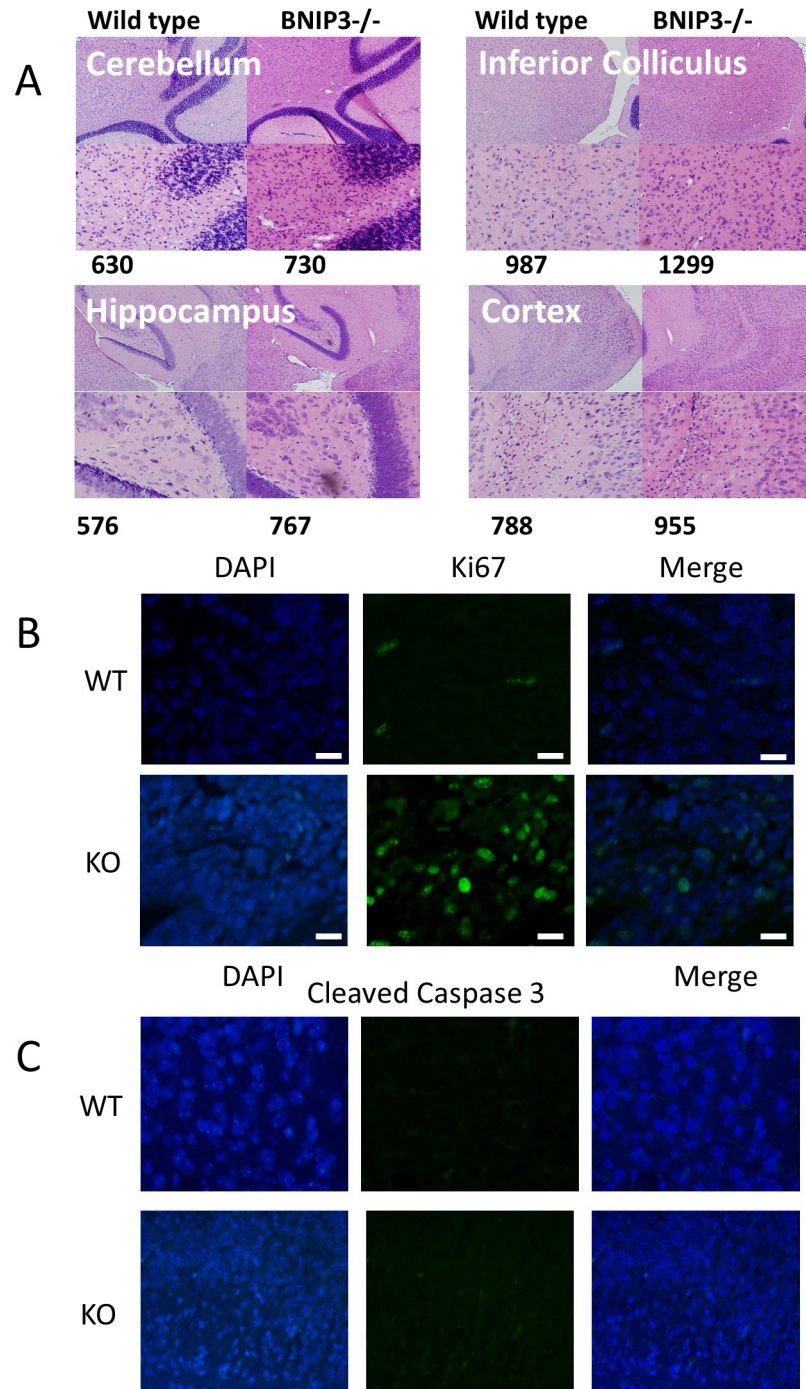 Wild type BNIP3-/- Wild type BNIP3-/-
A
Cerebellum Inferior Colliculus
630 730 987 1299
Hippocampus Cortex
576 767 788 955
DAPI Ki67 Merge
B
WT
KO
DAPI Cleaved Caspase 3 Merge
C
WT
KO